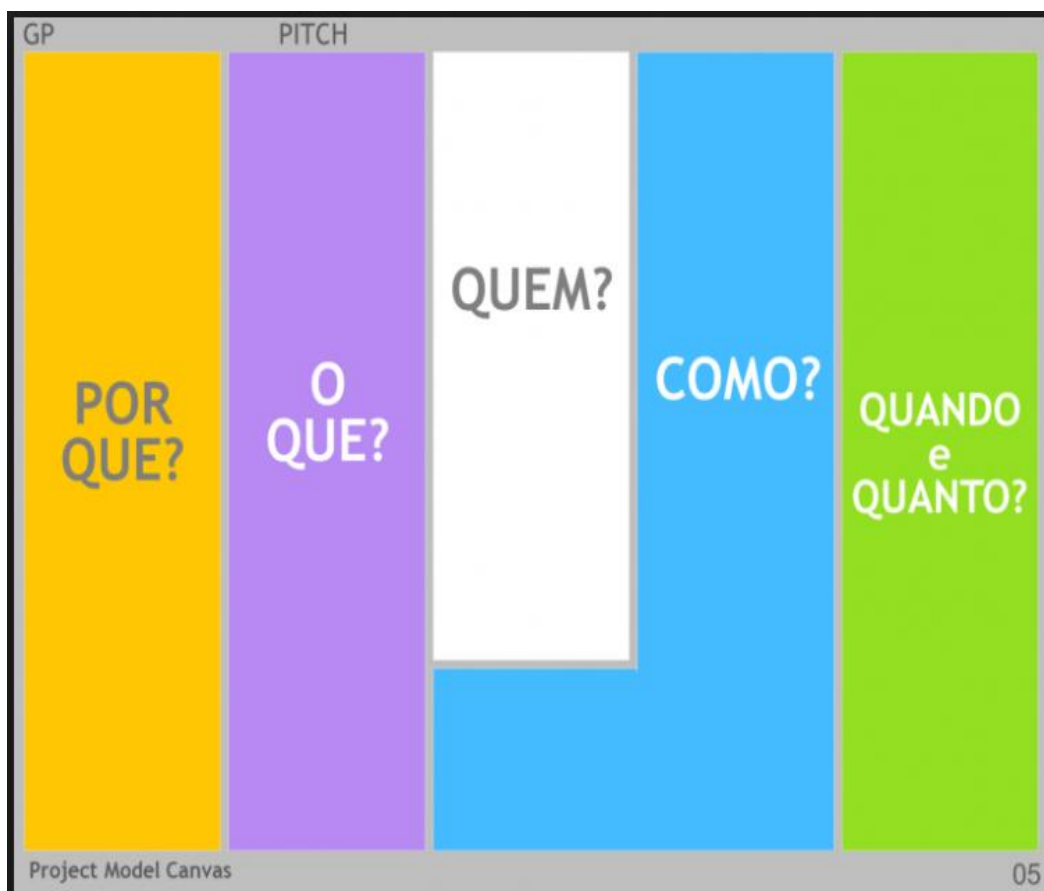 GP
PITCH
POR
QUE?
O
QUE?
QUEM?
COMO?
QUANDO
e
QUANTO?
Project Model Canvas
05